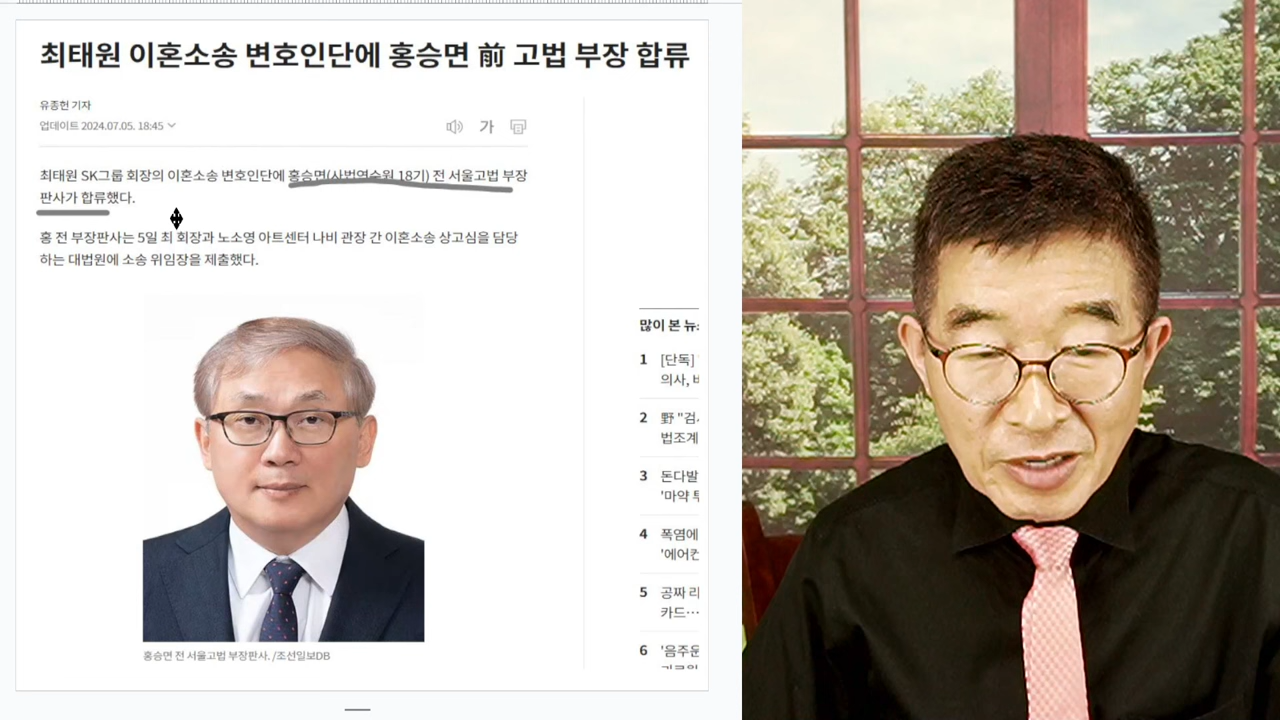 최태원 이혼소송 변호인단에 홍승면 前 고법 부장 합류
유종헌 기자
업데이트 2024.07.05. 18:45
가
최태원 SK그룹 회장의 이혼소송 변호인단에 홍승면(사법연수원 18기) 전 서울고법 부장
판사가 합류했다.
홍 전 부장판사는 5일 최 회장과 노소영 아트센터 나비 관장 간 이혼소송 상고심을 담당
하는 대법원에 소송 위임장을 제출했다.
홍승면 전 서울고법 부장판사. /조선일보DB
많이 본 뉴
1 [단독]
의사,
2 野 "검
법조계
3 돈다발
'마약
4 폭염에
'에어컨
5 공짜
카드…
6 '음주운